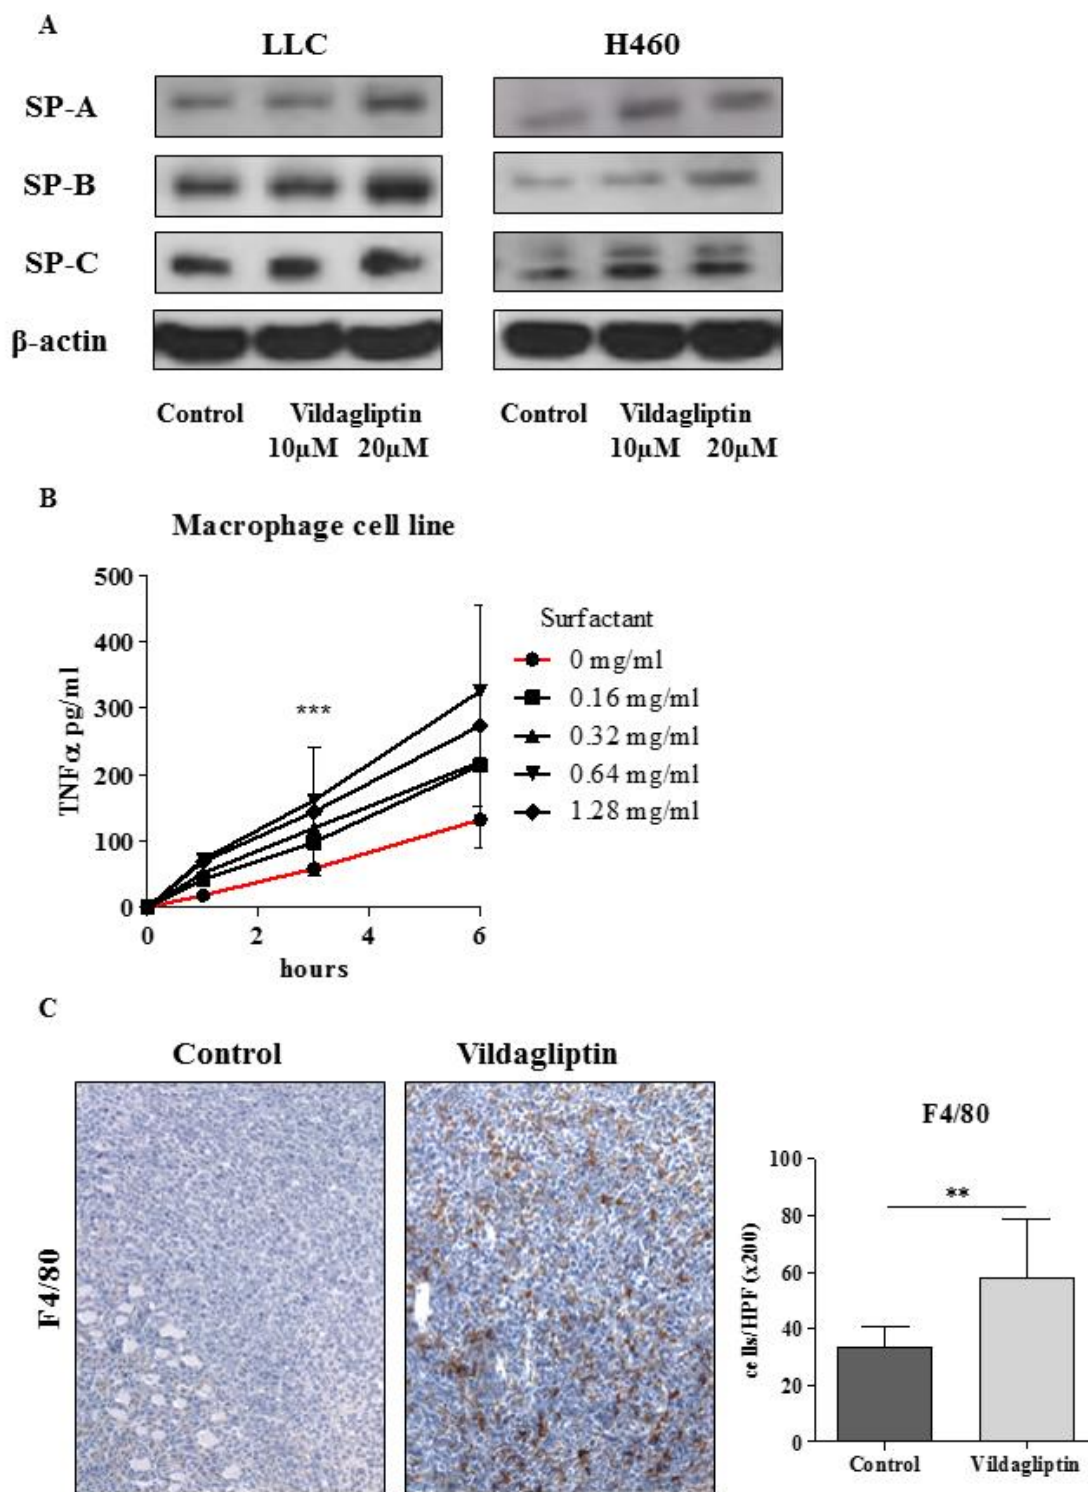 A
LLC H460
SP-A
SP-B
SP-C
β-actin
Control Vildagliptin Control Vildagliptin
10μM 20μM 10μM 20μM
B
Macrophage cell line
TNFα pg/ml
500
400
300
200
100
0
***
0 2 4 6
hours
Surfactant
0 mg/ml
0.16 mg/ml
0.32 mg/ml
0.64 mg/ml
1.28 mg/ml
C
Control Vildagliptin
F4/80
F4/80
cells/HPF (x200)
100
80
60
40
20
0
**
Control Vildagliptin